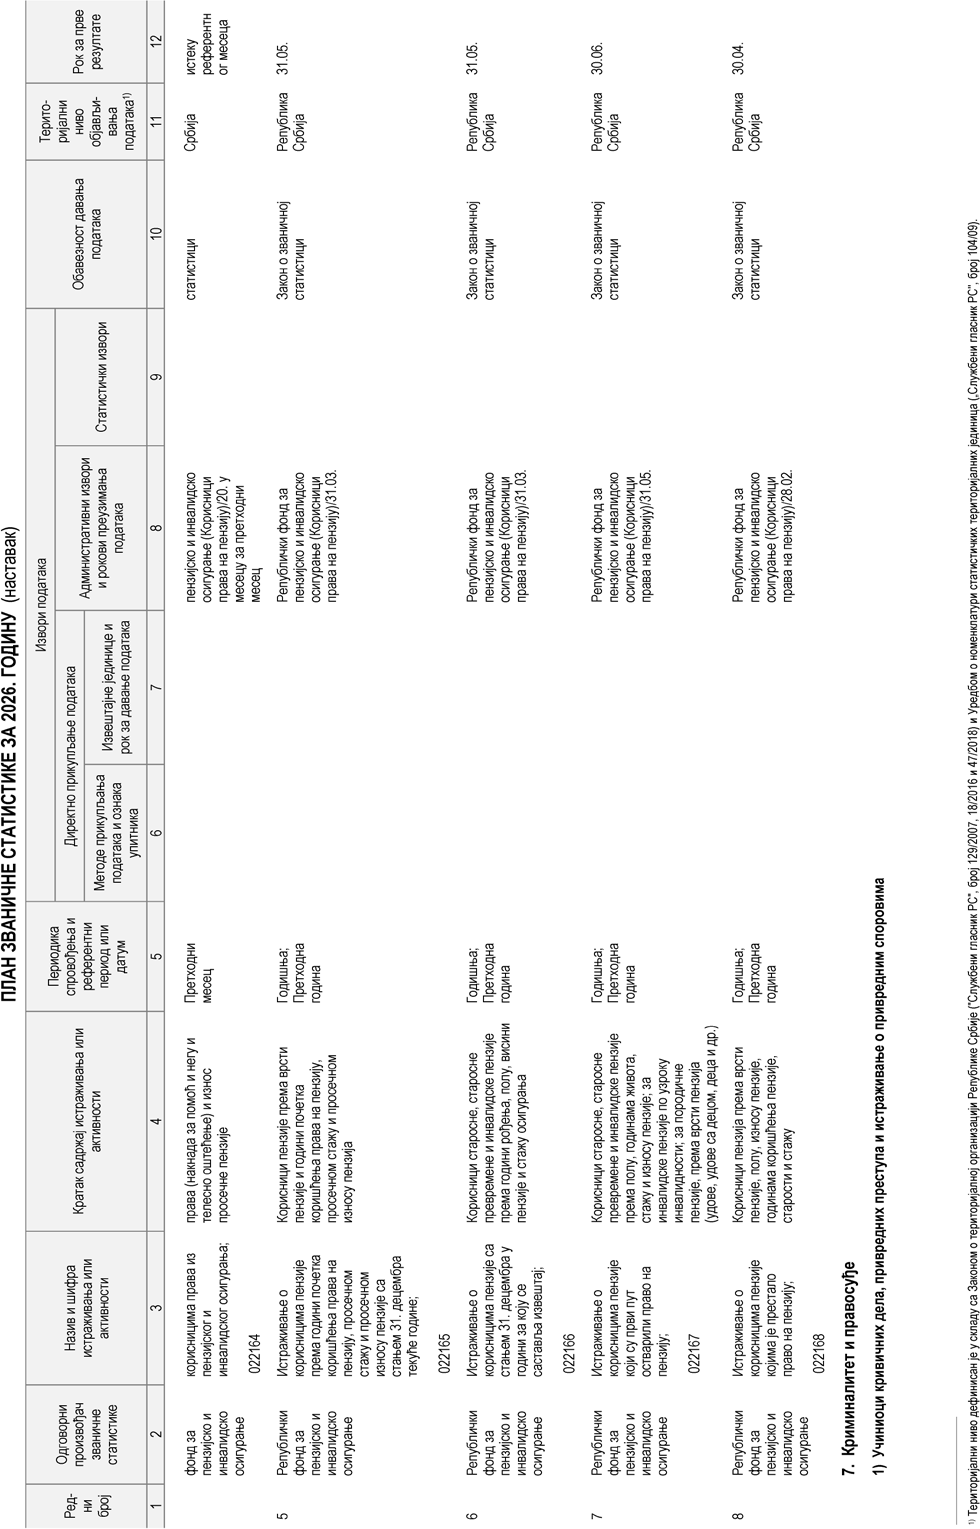 ПЛАН ЗВАНИЧНЕ СТАТИСТИКЕ ЗА 2026. ГОДИНУ (наставак)
Ред-
ни
број
Одговорни
произвођач
званичне
статистике
Назив и шифра
истраживања или
активности
Кратак садржај истраживања или
активности
Периодика
спровођења и
референтни
период или
датум
Извори података
Директно прикупљање података
Методе прикупљања
података и ознака
упитника
Извештајне јединице и
рок за давање података
Административни извори
и рокови преузимања
података
Статистички извори
Обавезност давања
података
Терито-
ријални
ниво
објављи-
вања
података1)
Рок за прве
резултате
1 2 3 4 5 6 7 8 9 10 11 12
фонд за
пензијско и
инвалидско
осигурање
корисницима права из
пензијског и
инвалидског осигурања;
022164
права (накнада за помоћ и негу и
телесно оштећење) и износ
просечне пензије
Претходни
месец
пензијско и инвалидско
осигурање (Корисници
права на пензију)/20. у
месецу за претходни
месец
статистици
Србија
истеку
референтн
ог месеца
5
Републички
фонд за
пензијско и
инвалидско
осигурање
Истраживање о
корисницима пензије
према години почетка
коришћења права на
пензију, просечном
стажу и просечном
износу пензије са
стањем 31. децембра
текуће године;
022165
Корисници пензије према врсти
пензије и години почетка
коришћења права на пензију,
просечном стажу и просечном
износу пензија
Годишња;
Претходна
година
Републички фонд за
пензијско и инвалидско
осигурање (Корисници
права на пензију)/31.03.
Закон о званичној
статистици
Република
Србија
31.05.
6
Републички
фонд за
пензијско и
инвалидско
осигурање
Истраживање о
корисницима пензије са
стањем 31. децембра у
години за коју се
саставља извештај;
022166
Корисници старосне, старосне
превремене и инвалидске пензије
према години рођења, полу, висини
пензије и стажу осигурања
Годишња;
Претходна
година
Републички фонд за
пензијско и инвалидско
осигурање (Корисници
права на пензију)/31.03.
Закон о званичној
статистици
Република
Србија
31.05.
7
Републички
фонд за
пензијско и
инвалидско
осигурање
Истраживање о
корисницима пензије
који су први пут
остварили право на
пензију;
022167
Корисници старосне, старосне
превремене и инвалидске пензије
према полу, годинама живота,
стажу и износу пензије; за
инвалидске пензије по узроку
инвалидности; за породичне
пензије, према врсти пензија
(удове, удове са децом, деца и др.)
Годишња;
Претходна
година
Републички фонд за
пензијско и инвалидско
осигурање (Корисници
права на пензију)/31.05.
Закон о званичној
статистици
Република
Србија
30.06.
8
Републички
фонд за
пензијско и
инвалидско
осигурање
Истраживање о
корисницима пензије
којима је престало
право на пензију;
022168
Корисници пензија према врсти
пензије, полу, износу пензије,
годинама коришћења пензије,
старости и стажу
Годишња;
Претходна
година
Републички фонд за
пензијско и инвалидско
осигурање (Корисници
права на пензију)/28.02.
Закон о званичној
статистици
Република
Србија
30.04.
7. Криминалитет и правосуђе
1) Учиниоци кривичних дела, привредних преступа и истраживање о привредним споровима
1) Територијални ниво дефинисан је у складу са Законом о територијалној организацији Републике Србије ("Службени гласник РС", број 129/2007, 18/2016 и 47/2018) и Уредбом о номенклатури статистичких територијалних јединица („Службени гласник РС", број 104/09).